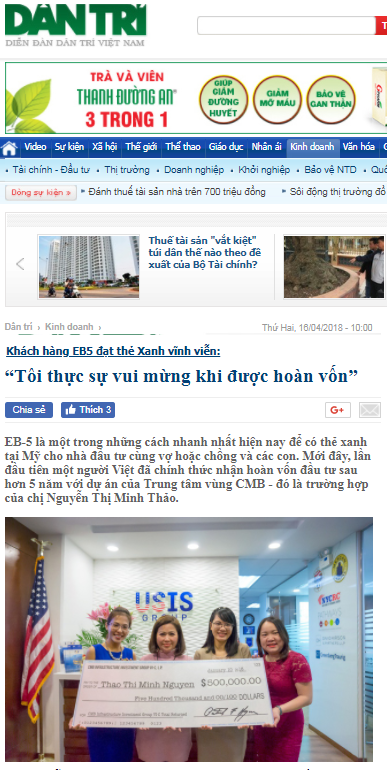 DÂN TRÍ
DIỄN ĐÀN DÂN TRÍ VIỆT NAM
TRÀ VÀ VIÊN
THANH ĐƯỜNG AN®
3 TRONG 1
GIÚP GIẢM ĐƯỜNG HUYẾT
GIẢM MỠ MÁU
BẢO VỆ GAN THẬN
Video Sự kiện Xã hội Thế giới Thể thao Giáo dục Nhân ái Kinh doanh Văn hóa
Tài chính - Đầu tư Thị trường Doanh nghiệp Khởi nghiệp Bảo vệ NTD Quố
Dòng sự kiện » Đánh thuế tài sản nhà trên 700 triệu đồng Sôi động thị trường đồ
Thuế tài sản "vắt kiệt"
túi dân thế nào theo đề
xuất của Bộ Tài chính?
Dân trí › Kinh doanh ›
Thứ Hai, 16/04/2018 - 10:00
Khách hàng EB5 đạt thẻ Xanh vĩnh viễn:
“Tôi thực sự vui mừng khi được hoàn vốn”
Chia sẻ Thích 3 G+
EB-5 là một trong những cách nhanh nhất hiện nay để có thẻ xanh
tại Mỹ cho nhà đầu tư cùng vợ hoặc chồng và các con. Mới đây, lần
đầu tiên một người Việt đã chính thức nhận hoàn vốn đầu tư sau
hơn 5 năm với dự án của Trung tâm vùng CMB - đó là trường hợp
của chị Nguyễn Thị Minh Thảo.
USIS
GROUP
NYCRC
Thao Thi Minh Nguyen $500,000.00
Five Hundred Thousand and 00/100 DOLLARS